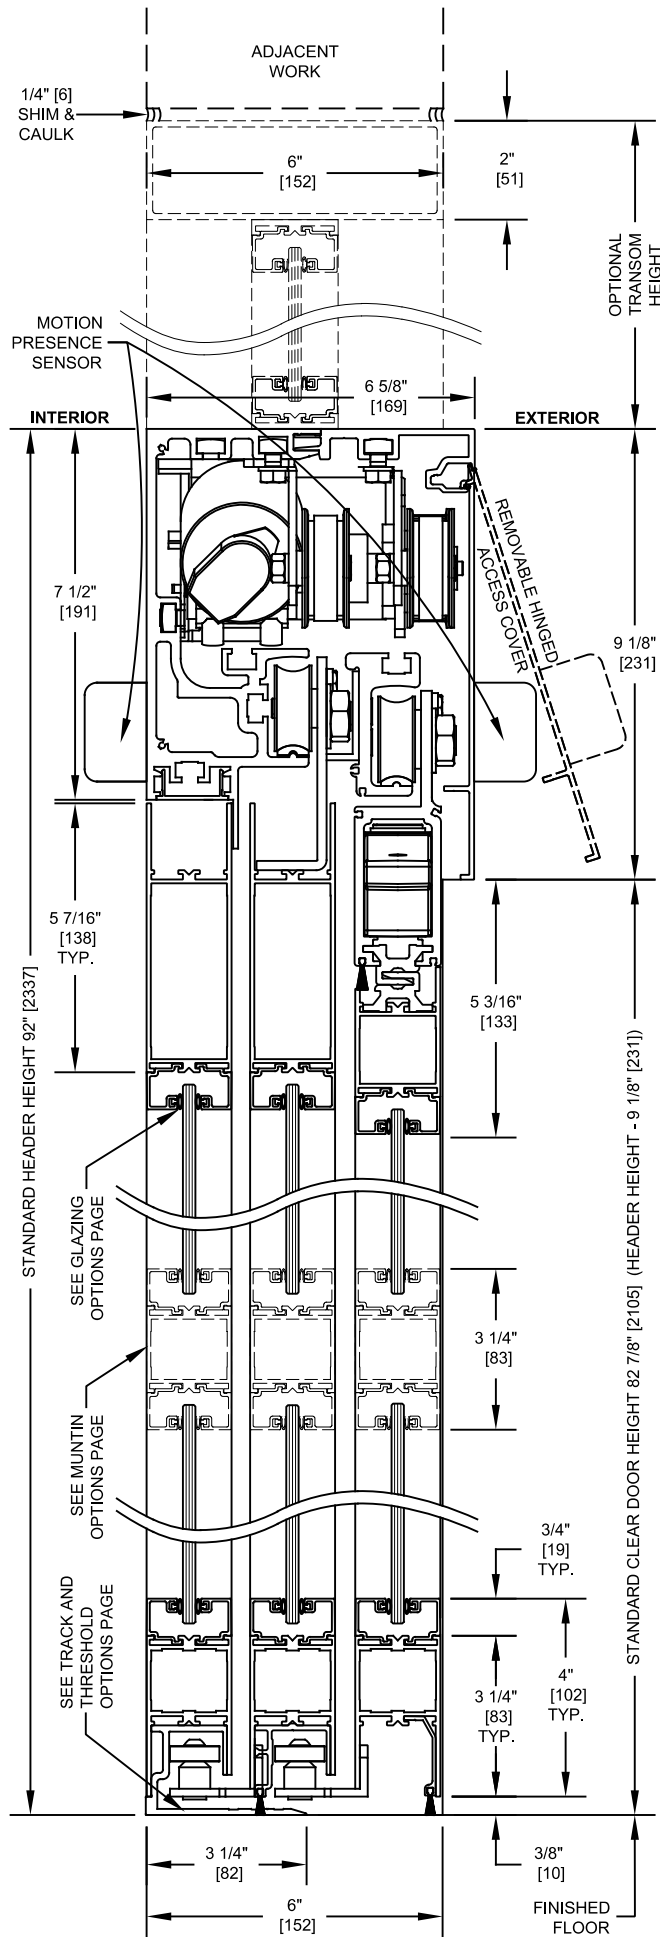 ADJACENT
WORK
1/4" [6]
SHIM &
CAULK
6"
[152]
2"
[51]
OPTIONAL
TRANSOM
HEIGHT
MOTION
PRESENCE
SENSOR
6 5/8"
[169]
INTERIOR
EXTERIOR
7 1/2"
[191]
REMOVABLE HINGED
ACCESS COVER
9 1/8"
[231]
5 7/16"
[138]
TYP.
STANDARD HEADER HEIGHT 92" [2337]
5 3/16"
[133]
SEE GLAZING
OPTIONS PAGE
3 1/4"
[83]
STANDARD CLEAR DOOR HEIGHT 82 7/8" [2105] (HEADER HEIGHT - 9 1/8" [231])
SEE MUNTIN
OPTIONS PAGE
3/4"
[19]
TYP.
SEE TRACK AND
THRESHOLD
OPTIONS PAGE
3 1/4"
[83]
TYP.
4"
[102]
TYP.
3 1/4"
[82]
3/8"
[10]
6"
[152]
FINISHED
FLOOR